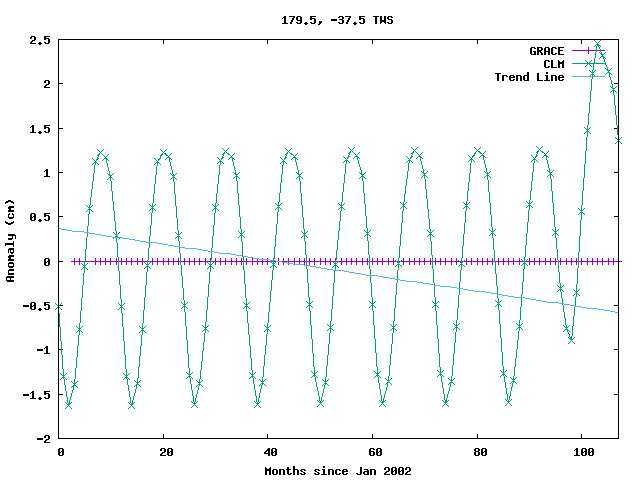 179.5, -37.5 TWS
GRACE
CLM
Trend Line
2.5
2
1.5
1
0.5
0
-0.5
-1
-1.5
-2
Anomaly (cm)
0 20 40 60 80 100
Months since Jan 2002